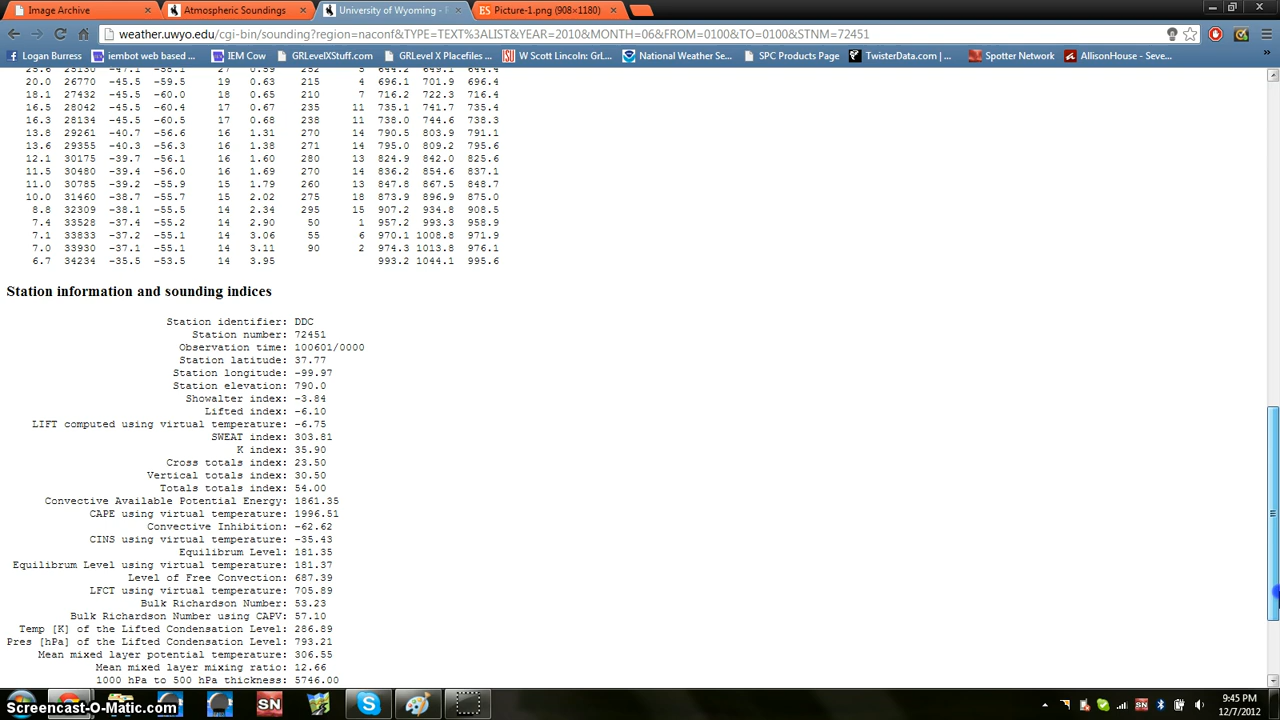 Image Archive
Atmospheric Soundings
University of Wyoming -
Picture-1.png (908×1180)
weather.uwyo.edu/cgi-bin/sounding?region=naconf&TYPE=TEXT%3ALIST&YEAR=2010&MONTH=06&FROM=0100&TO=0100&STNM=72451
Logan Burress
iembot web based m...
IEM Cow
GRLevelXStuff.com
GRLevel X Placefiles ...
W Scott Lincoln: GrL...
National Weather Se...
SPC Products Page
TwisterData.com | ...
Spotter Network
AllisonHouse - Seve...
20.0 26770 -45.5 -59.5 19 0.63 215 4 696.1 701.9 696.4
18.1 27432 -45.5 -60.0 18 0.65 210 7 716.2 722.3 716.4
16.5 28042 -45.5 -60.4 17 0.67 235 11 735.1 741.7 735.4
16.3 28134 -45.5 -60.5 17 0.68 238 11 738.0 744.6 738.3
13.8 29261 -40.7 -56.6 16 1.31 270 14 790.5 803.9 791.1
13.6 29355 -40.3 -56.3 16 1.38 271 14 795.0 809.2 795.6
12.1 30175 -39.7 -56.1 16 1.60 280 13 824.9 842.0 825.6
11.5 30480 -39.4 -56.0 16 1.69 270 14 836.2 854.6 837.1
11.0 30785 -39.2 -55.9 15 1.79 260 13 847.8 867.5 848.7
10.0 31460 -38.7 -55.7 15 2.02 275 18 873.9 896.9 875.0
8.8 32309 -38.1 -55.5 14 2.34 295 15 907.2 934.8 908.5
7.4 33528 -37.4 -55.2 14 2.90 50 1 957.2 993.3 958.9
7.1 33833 -37.2 -55.1 14 3.06 55 6 970.1 1008.8 971.9
7.0 33930 -37.1 -55.1 14 3.11 90 2 974.3 1013.8 976.1
6.7 34234 -35.5 -53.5 14 3.95 993.2 1044.1 995.6
Station information and sounding indices
Station identifier: DDC
Station number: 72451
Observation time: 100601/0000
Station latitude: 37.77
Station longitude: -99.97
Station elevation: 790.0
Showalter index: -3.84
Lifted index: -6.10
LIFT computed using virtual temperature: -6.75
SWEAT index: 303.81
K index: 35.90
Cross totals index: 23.50
Vertical totals index: 30.50
Totals totals index: 54.00
Convective Available Potential Energy: 1861.35
CAPE using virtual temperature: 1996.51
Convective Inhibition: -62.62
CINS using virtual temperature: -35.43
Equilibrum Level: 181.35
Equilibrum Level using virtual temperature: 181.37
Level of Free Convection: 687.39
LFCT using virtual temperature: 705.89
Bulk Richardson Number: 53.23
Bulk Richardson Number using CAPV: 57.10
Temp [K] of the Lifted Condensation Level: 286.89
Pres [hPa] of the Lifted Condensation Level: 793.21
Mean mixed layer potential temperature: 306.55
Mean mixed layer mixing ratio: 12.66
1000 hPa to 500 hPa thickness: 5746.00
9:45 PM
12/7/2012
Screencast-O-Matic.com